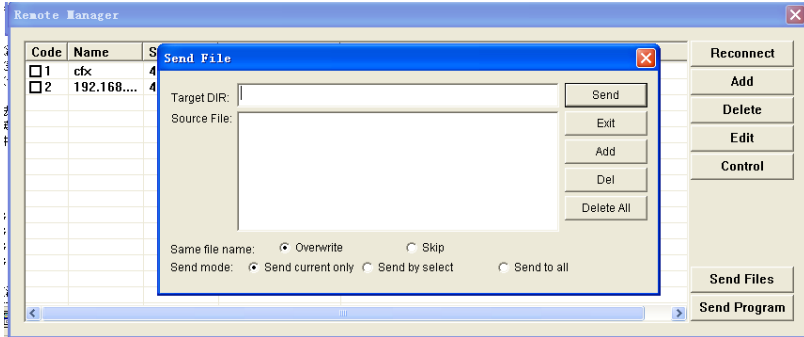 Remote Manager
Code Name S
1 cfx 4
2 192.168.... 4
Reconnect
Add
Delete
Edit
Control
Send Files
Send Program
Send File
Target DIR:
Source File:
Send
Exit
Add
Del
Delete All
Same file name: Overwrite Skip
Send mode: Send current only Send by select Send to all